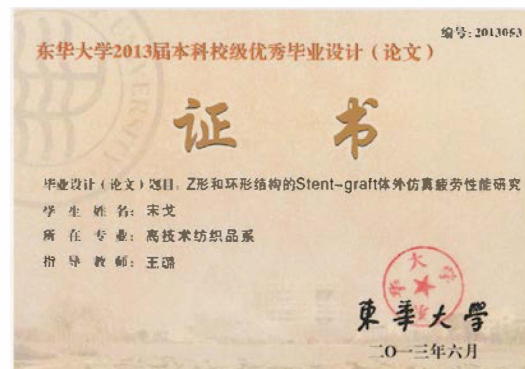 编号：2013053
东华大学2013届本科校级优秀毕业设计（论文）
证 书
毕业设计（论文）题目：Z形和环形结构的Stent-graft体外仿真疲劳性能研究
学 生 姓 名：宋戈
所 在 专 业：高技术纺织品系
指 导 教 师：王璐
東華大學
二〇一三年六月